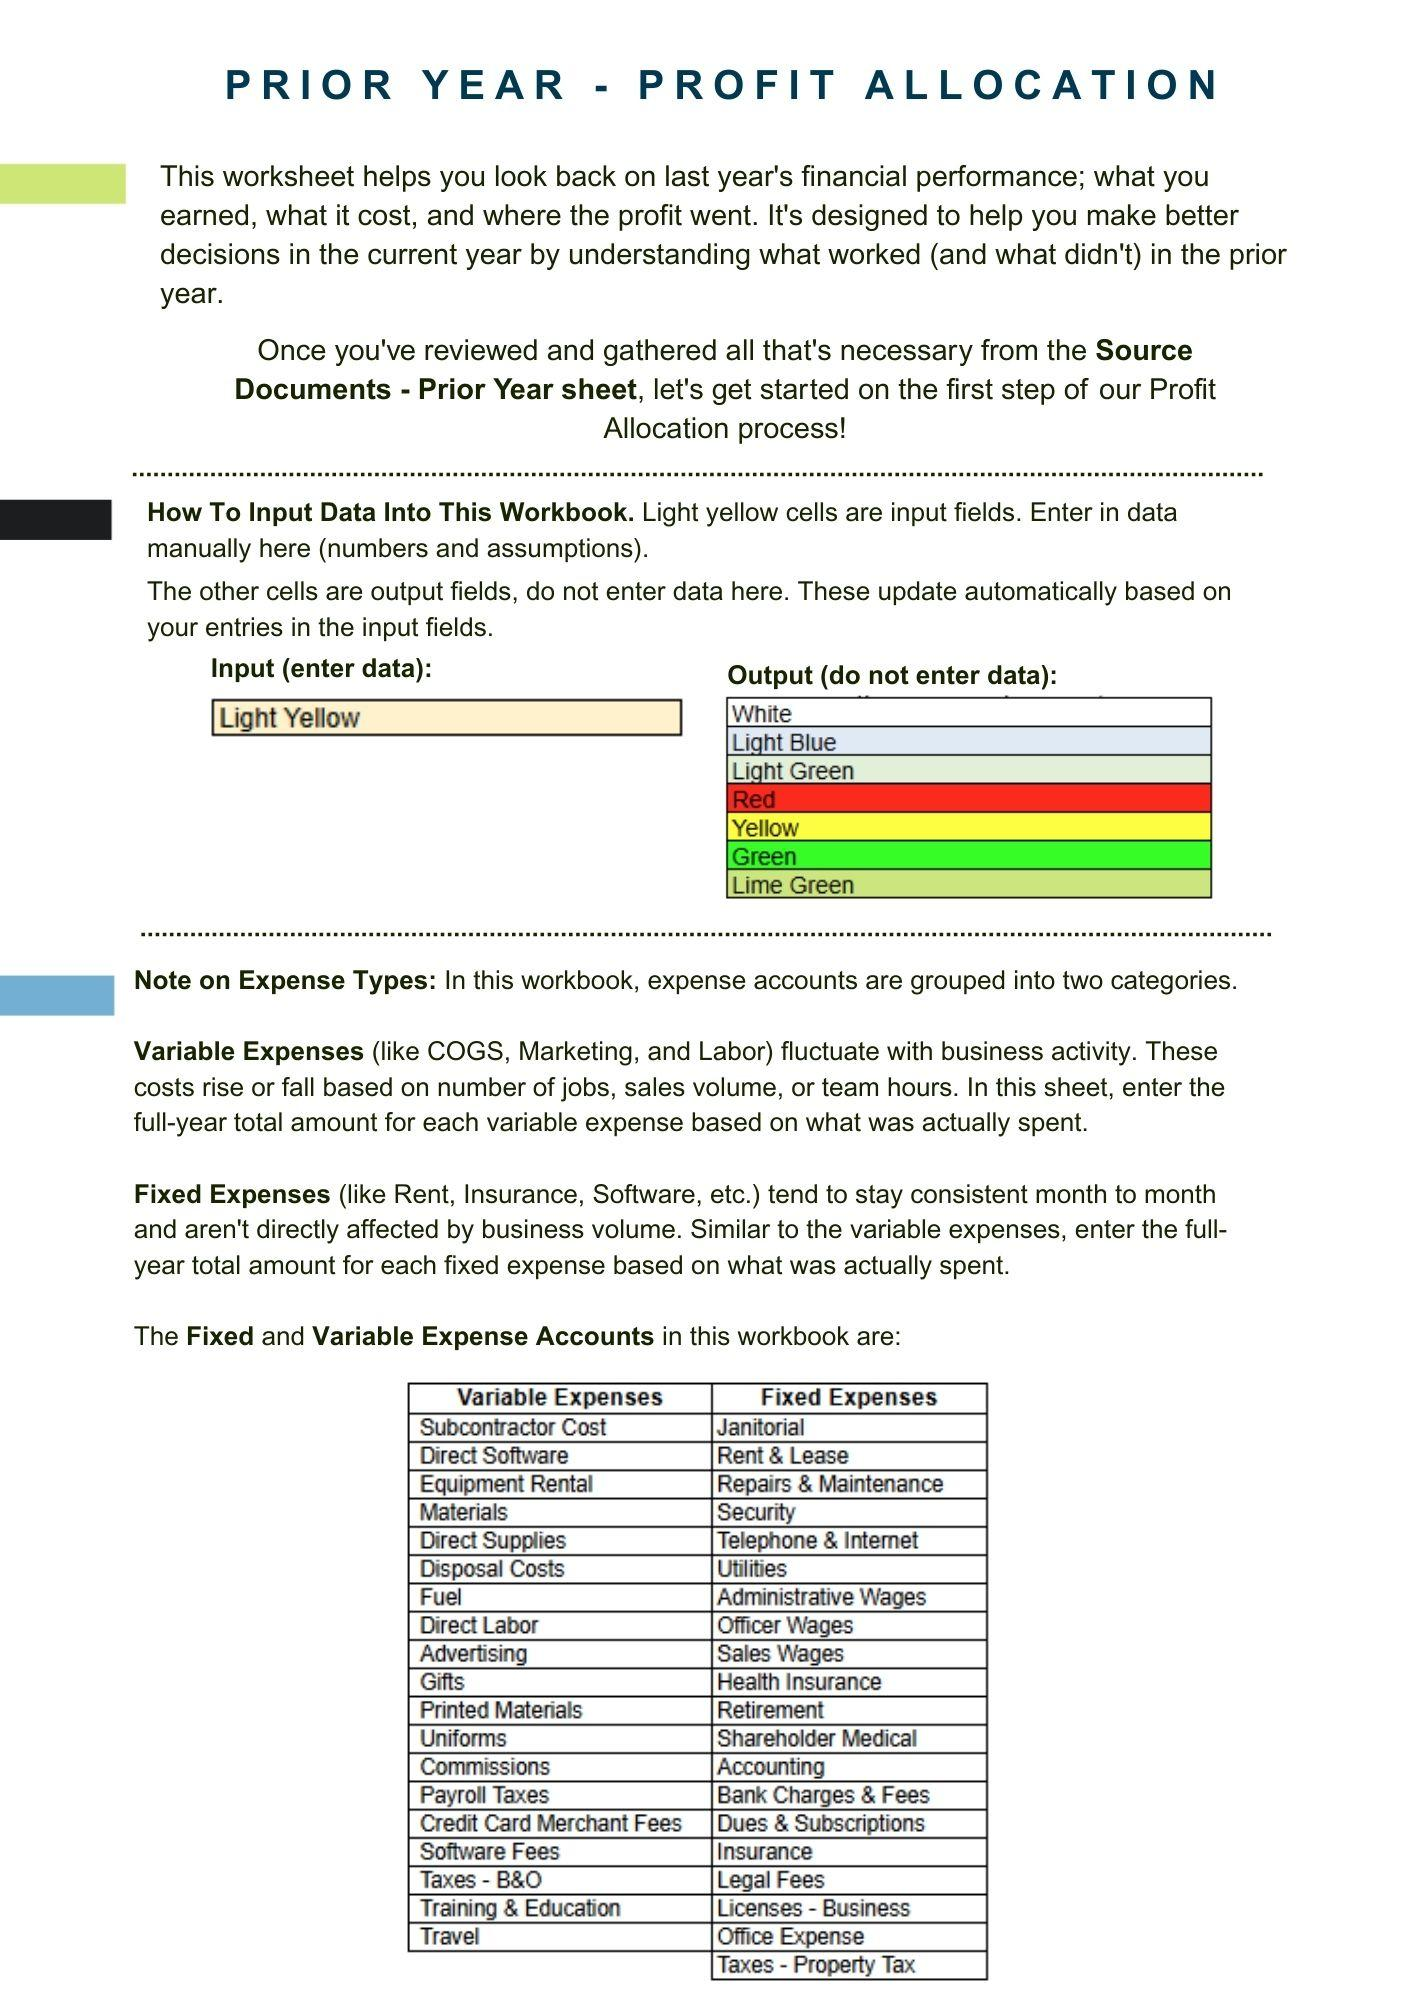 PRIOR YEAR - PROFIT ALLOCATION
This worksheet helps you look back on last year's financial performance; what you
earned, what it cost, and where the profit went. It's designed to help you make better
decisions in the current year by understanding what worked (and what didn't) in the prior
year.
Once you've reviewed and gathered all that's necessary from the Source
Documents - Prior Year sheet, let's get started on the first step of our Profit
Allocation process!
How To Input Data Into This Workbook. Light yellow cells are input fields. Enter in data
manually here (numbers and assumptions).
The other cells are output fields, do not enter data here. These update automatically based on
your entries in the input fields.
Input (enter data):
Light Yellow
Output (do not enter data):
White
Light Blue
Light Green
Red
Yellow
Green
Lime Green
Note on Expense Types: In this workbook, expense accounts are grouped into two categories.
Variable Expenses (like COGS, Marketing, and Labor) fluctuate with business activity. These
costs rise or fall based on number of jobs, sales volume, or team hours. In this sheet, enter the
full-year total amount for each variable expense based on what was actually spent.
Fixed Expenses (like Rent, Insurance, Software, etc.) tend to stay consistent month to month
and aren't directly affected by business volume. Similar to the variable expenses, enter the full-
year total amount for each fixed expense based on what was actually spent.
The Fixed and Variable Expense Accounts in this workbook are:
Variable Expenses Fixed Expenses
Subcontractor Cost Janitorial
Direct Software Rent & Lease
Equipment Rental Repairs & Maintenance
Materials Security
Direct Supplies Telephone & Internet
Disposal Costs Utilities
Fuel Administrative Wages
Direct Labor Officer Wages
Advertising Sales Wages
Gifts Health Insurance
Printed Materials Retirement
Uniforms Shareholder Medical
Commissions Accounting
Payroll Taxes Bank Charges & Fees
Credit Card Merchant Fees Dues & Subscriptions
Software Fees Insurance
Taxes - B&O Legal Fees
Training & Education Licenses - Business
Travel Office Expense
Taxes - Property Tax